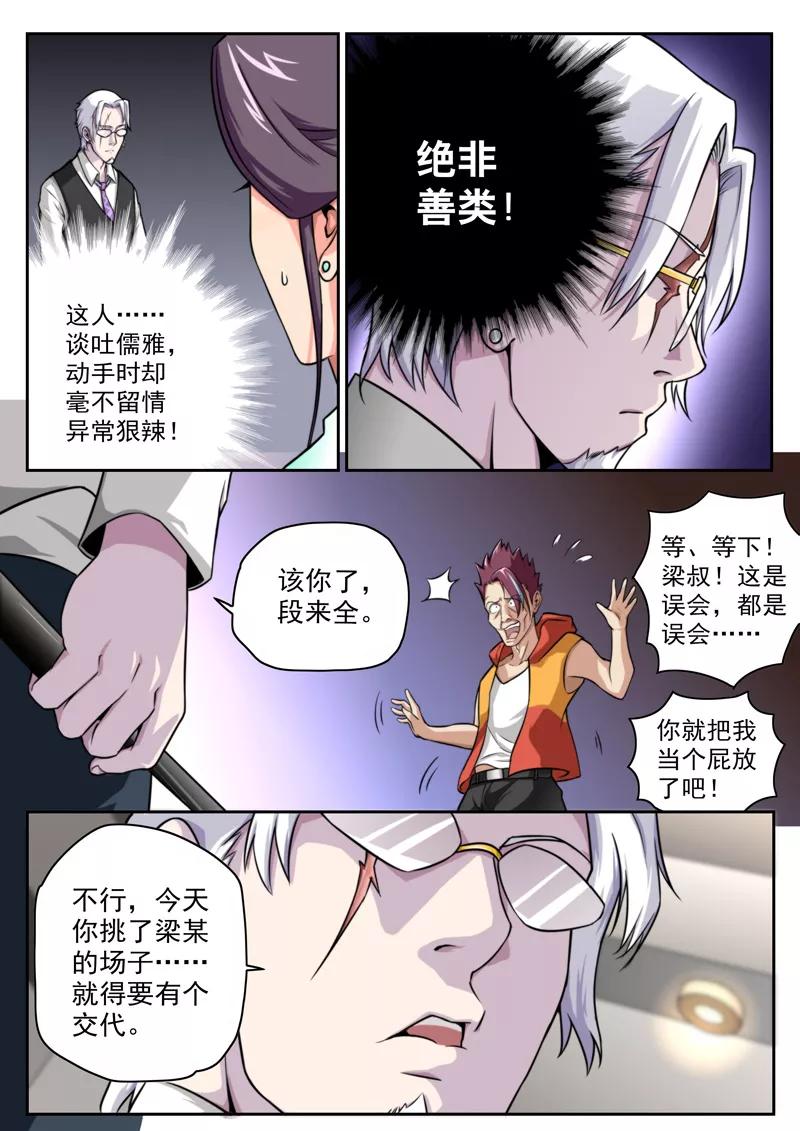 这人……
谈吐儒雅，
动手时却
毫不留情
异常狠辣！
绝非
善类！
该你了，
段来全。
等、等下！
梁叔！这是
误会，都是
误会……
你就把我
当个屁放
了吧！
不行，今天
你挑了梁某
的场子……
就得要有个
交代。